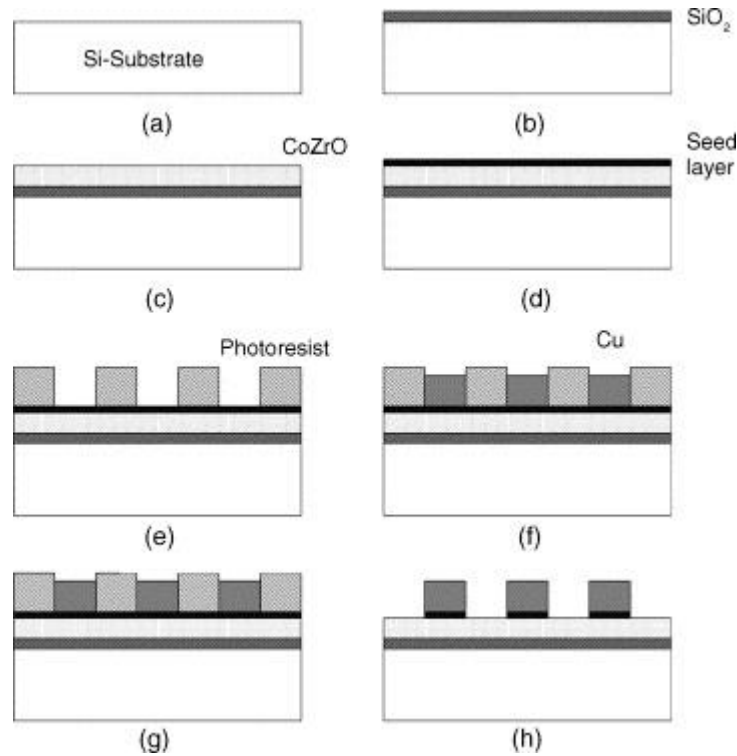 Si-Substrate
(a)
SiO₂
(b)
CoZrO
(c)
Seed
layer
(d)
Photoresist
(e)
Cu
(f)
(g)
(h)